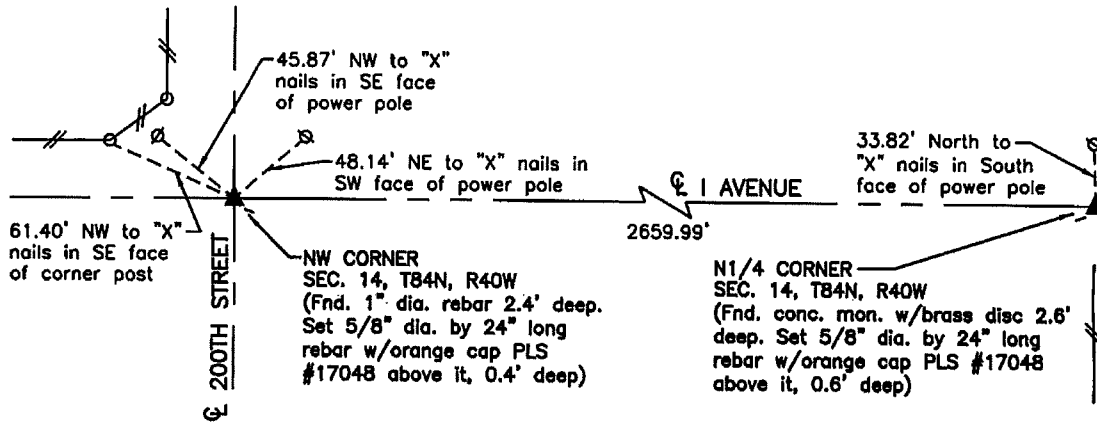 45.87' NW to "X"
nails in SE face
of power pole
48.14' NE to "X" nails in
SW face of power pole
61.40' NW to "X"
nails in SE face
of corner post
℄ 200TH STREET
NW CORNER
SEC. 14, T84N, R40W
(Fnd. 1" dia. rebar 2.4' deep.
Set 5/8" dia. by 24" long
rebar w/orange cap PLS
#17048 above it, 0.4' deep)
℄ I AVENUE
2659.99'
33.82' North to
"X" nails in South
face of power pole
N1/4 CORNER
SEC. 14, T84N, R40W
(Fnd. conc. mon. w/brass disc 2.6'
deep. Set 5/8" dia. by 24" long
rebar w/orange cap PLS #17048
above it, 0.6' deep)